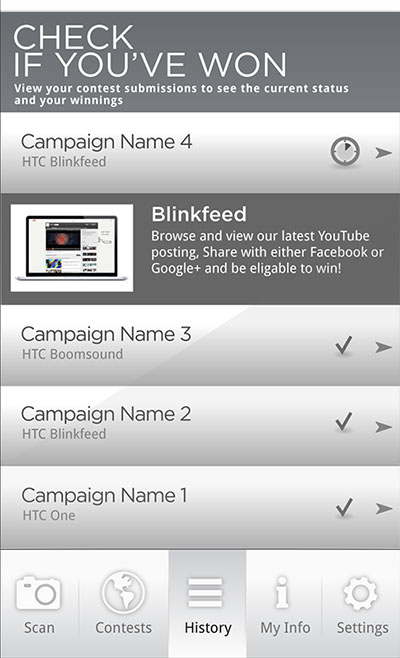 CHECK
IF YOU'VE WON
View your contest submissions to see the current status
and your winnings
Campaign Name 4
HTC Blinkfeed
Blinkfeed
Browse and view our latest YouTube
posting, Share with either Facebook or
Google+ and be eligable to win!
Campaign Name 3
HTC Boomsound
Campaign Name 2
HTC Blinkfeed
Campaign Name 1
HTC One
Scan
Contests
History
My Info
Settings